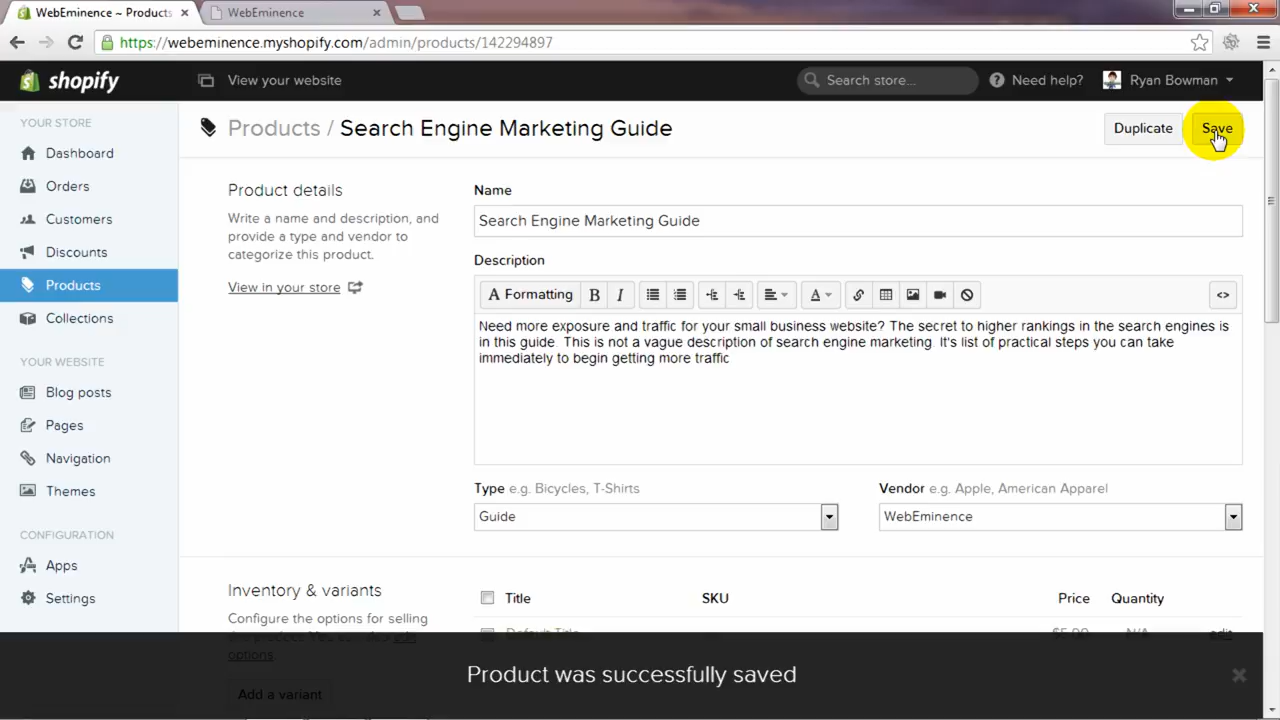 WebEminence ~ Products
WebEminence
https://webeminence.myshopify.com/admin/products/142294897
shopify
View your website
Search store...
Need help?
Ryan Bowman
YOUR STORE
Dashboard
Orders
Customers
Discounts
Products
Collections
YOUR WEBSITE
Blog posts
Pages
Navigation
Themes
CONFIGURATION
Apps
Settings
Products / Search Engine Marketing Guide
Duplicate
Save
Product details
Write a name and description, and
provide a type and vendor to
categorize this product.
View in your store
Name
Search Engine Marketing Guide
Description
A Formatting B I A <>
Need more exposure and traffic for your small business website? The secret to higher rankings in the search engines is
in this guide. This is not a vague description of search engine marketing. It's list of practical steps you can take
immediately to begin getting more traffic
Type e.g. Bicycles, T-Shirts
Guide
Vendor e.g. Apple, American Apparel
WebEminence
Inventory & variants
Configure the options for selling
options.
Add a variant
Title SKU Price Quantity
Default Title $5.00 N/A edit
Product was successfully saved